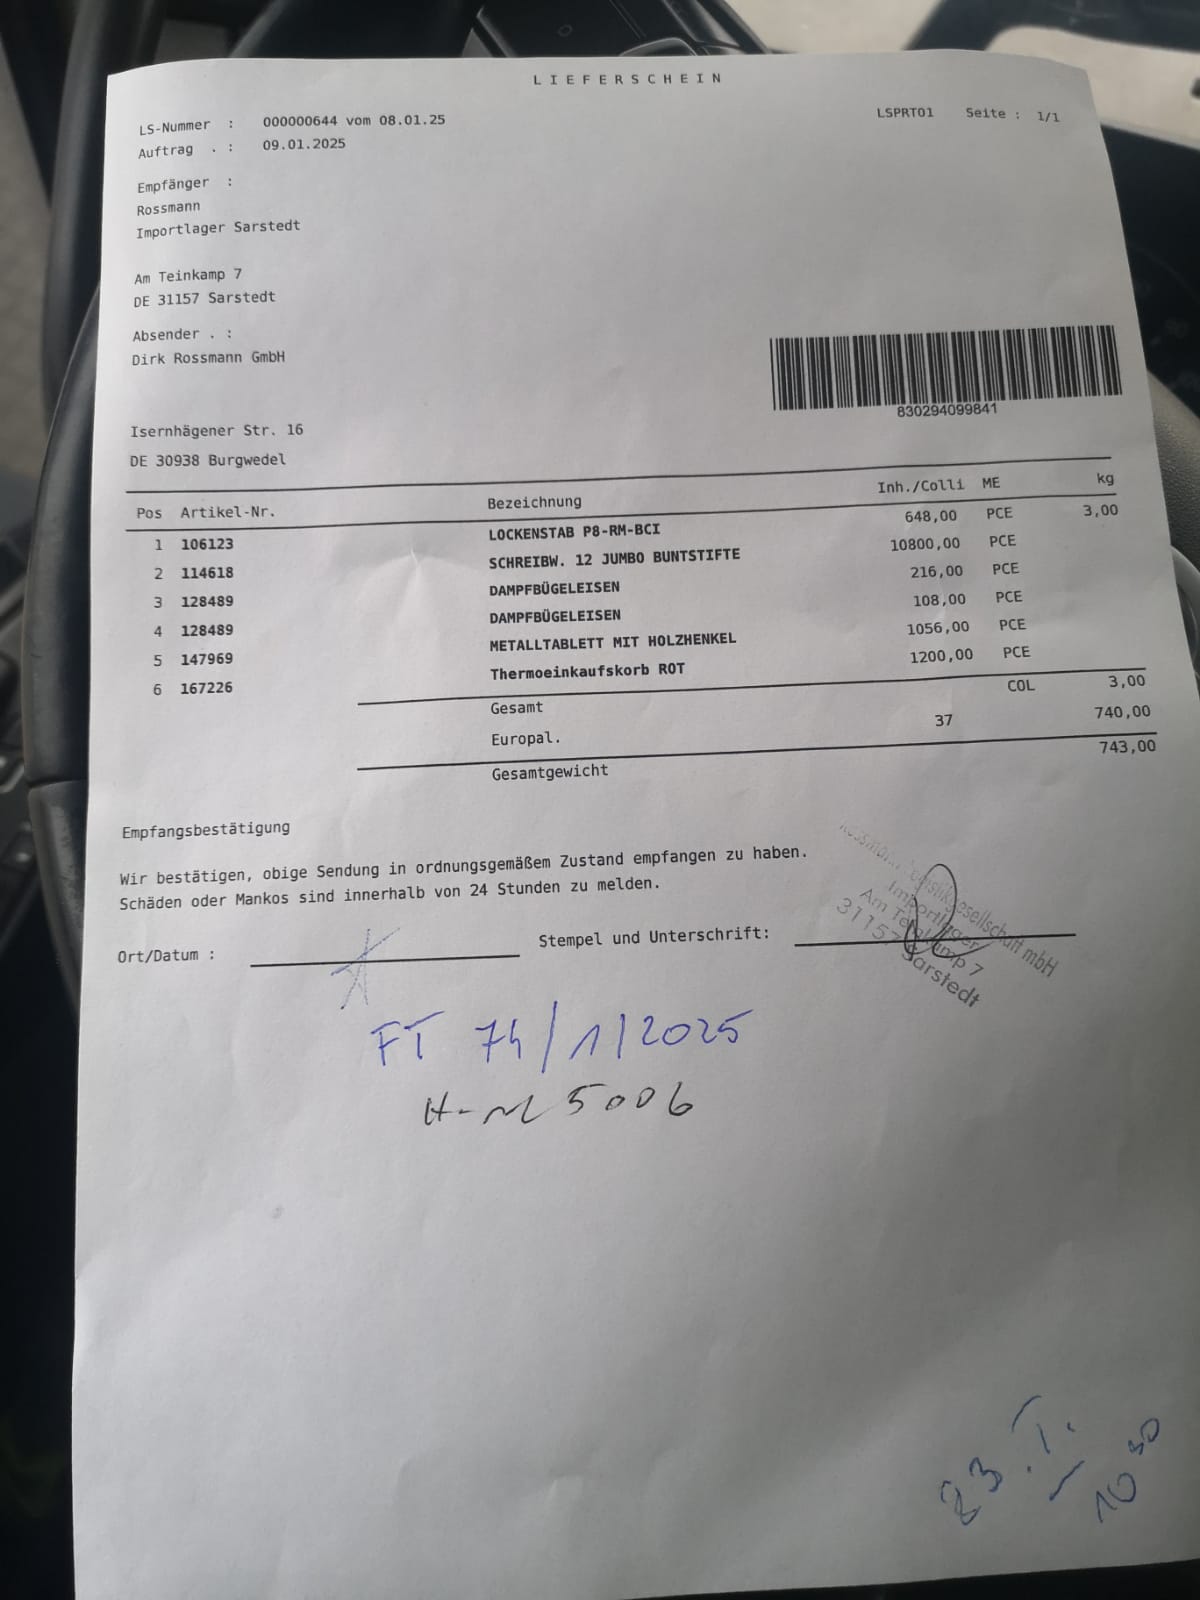 LIEFERSCHEIN
LS-Nummer : 000000644 vom 08.01.25 LSPRT01 Seite : 1/1
Auftrag . : 09.01.2025
Empfänger :
Rossmann
Importlager Sarstedt
Am Teinkamp 7
DE 31157 Sarstedt
Absender . :
Dirk Rossmann GmbH
830294099841
Isernhägener Str. 16
DE 30938 Burgwedel
Pos Artikel-Nr. Bezeichnung Inh./Colli ME kg
1 106123 LOCKENSTAB P8-RM-BCI 648,00 PCE 3,00
2 114618 SCHREIBW. 12 JUMBO BUNTSTIFTE 10800,00 PCE
3 128489 DAMPFBÜGELEISEN 216,00 PCE
4 128489 DAMPFBÜGELEISEN 108,00 PCE
5 147969 METALLTABLETT MIT HOLZHENKEL 1056,00 PCE
6 167226 Thermoeinkaufskorb ROT 1200,00 PCE
Gesamt COL 3,00
Europal. 37 740,00
Gesamtgewicht 743,00
Empfangsbestätigung
Wir bestätigen, obige Sendung in ordnungsgemäßem Zustand empfangen zu haben.
Schäden oder Mankos sind innerhalb von 24 Stunden zu melden.
Ort/Datum : Stempel und Unterschrift:
Importlager
Am Teinkamp 7
31157 Sarstedt
FT 74/1/2025
5006
10 30